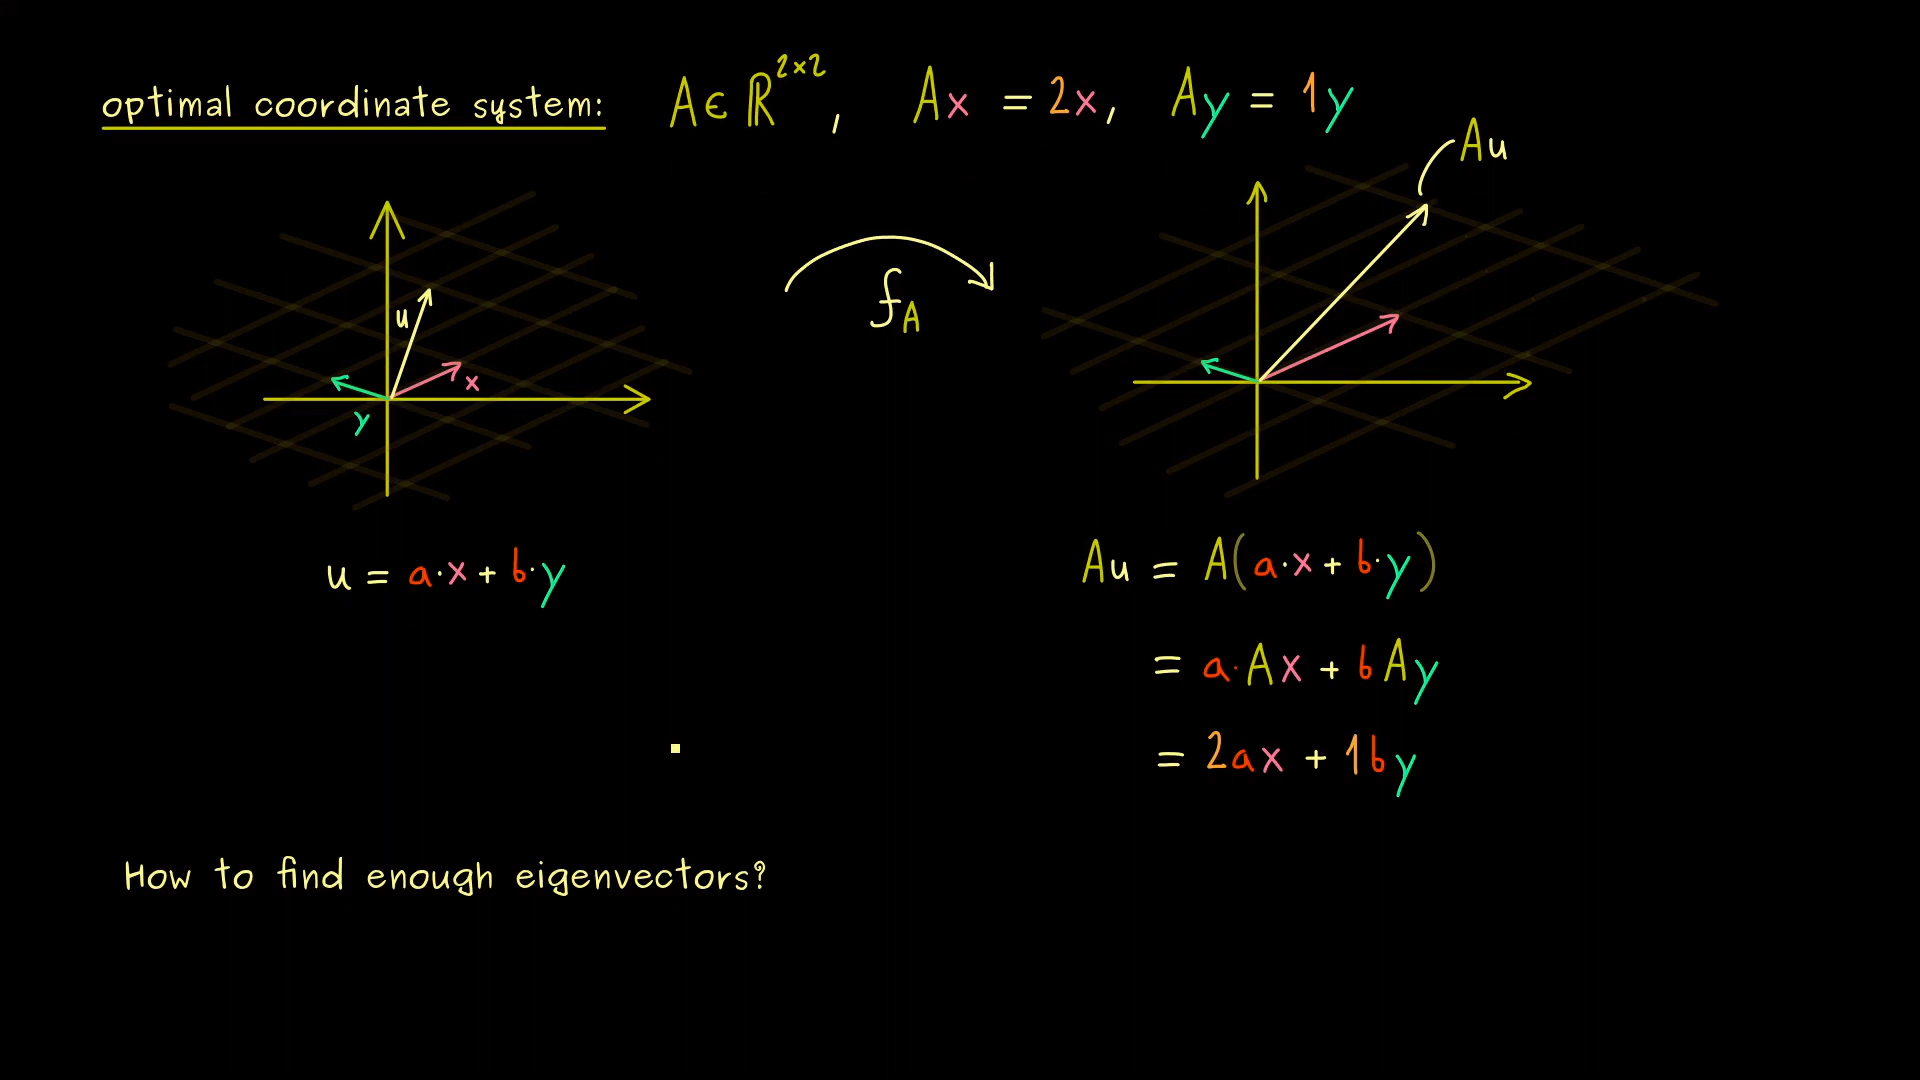 optimal coordinate system: A ∈ ℝ^{2×2}, Ax = 2x, Ay = 1y
Au
u
x
y
f_A
u = a·x + b·y
Au = A(a·x + b·y)
= a·Ax + bAy
= 2ax + 1by
How to find enough eigenvectors?